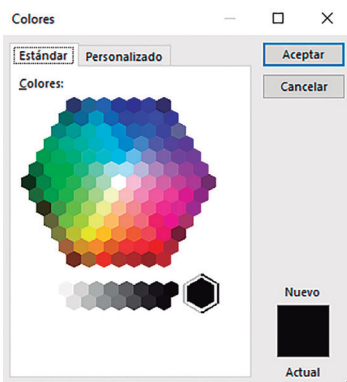 Colores
Estándar Personalizado
Aceptar
Cancelar
Colores:
Nuevo
Actual